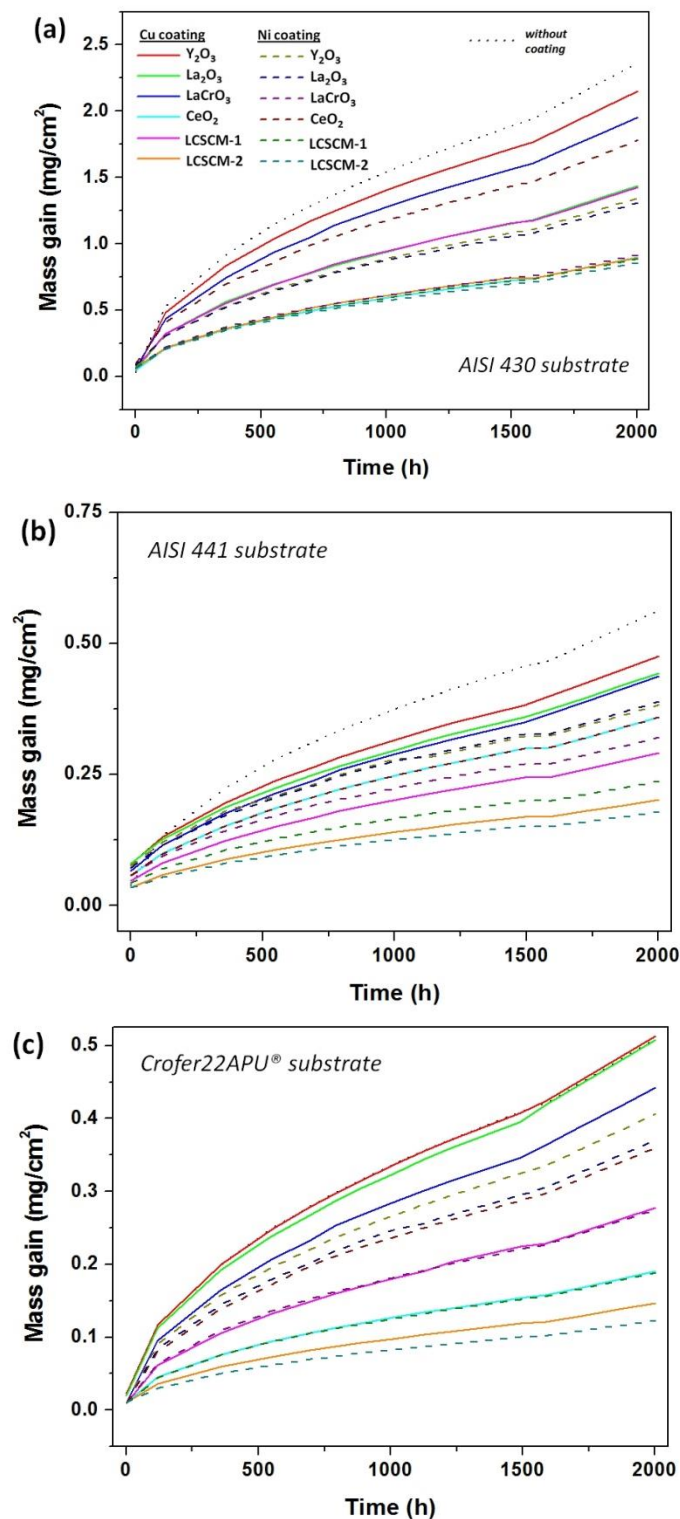 (a)
Cu coating
Y₂O₃
La₂O₃
LaCrO₃
CeO₂
LCSCM-1
LCSCM-2
Ni coating
Y₂O₃
La₂O₃
LaCrO₃
CeO₂
LCSCM-1
LCSCM-2
without
coating
2.5
2.0
1.5
1.0
0.5
0.0
Mass gain (mg/cm²)
AISI 430 substrate
0 500 1000 1500 2000
Time (h)
(b)
AISI 441 substrate
0.75
0.50
0.25
0.00
Mass gain (mg/cm²)
0 500 1000 1500 2000
Time (h)
(c)
Crofer22APU® substrate
0.5
0.4
0.3
0.2
0.1
0.0
Mass gain (mg/cm²)
0 500 1000 1500 2000
Time (h)